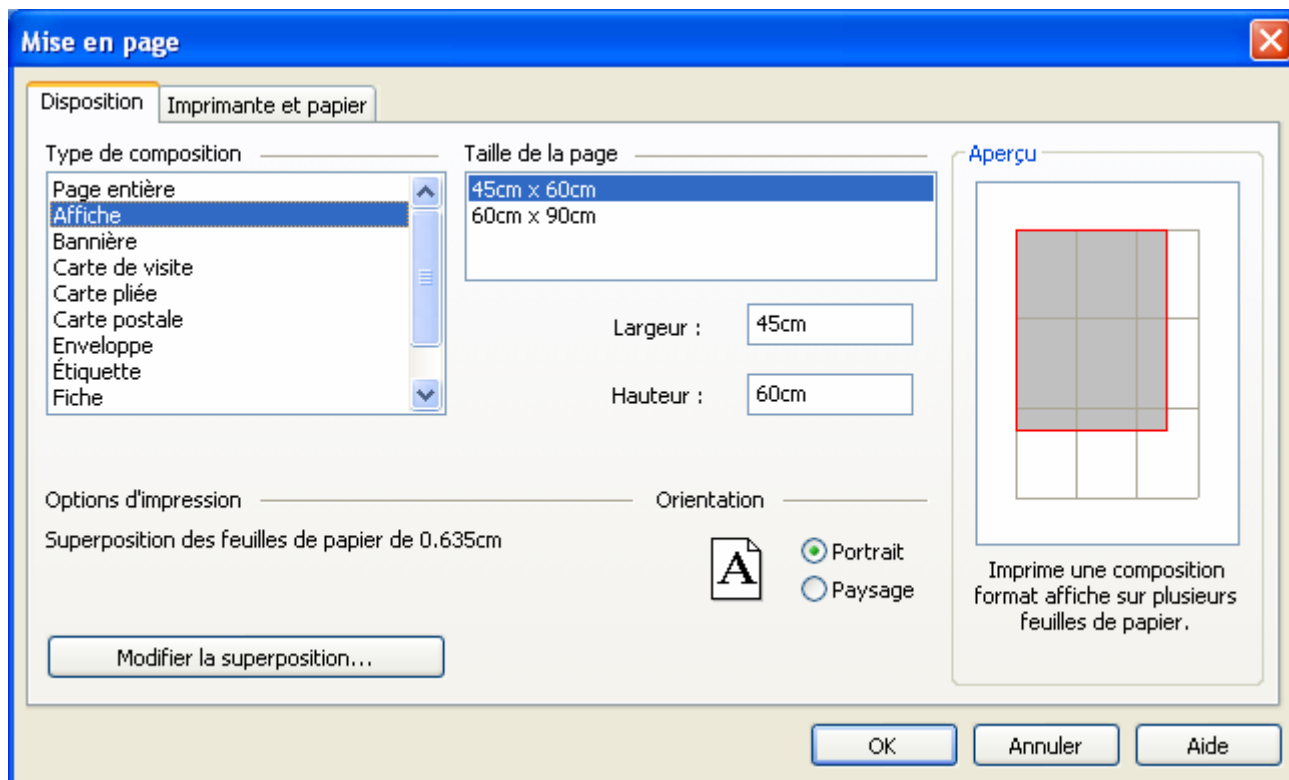 Mise en page
Disposition
Imprimante et papier
Type de composition
Page entière
Affiche
Bannière
Carte de visite
Carte pliée
Carte postale
Enveloppe
Étiquette
Fiche
Taille de la page
45cm x 60cm
60cm x 90cm
Largeur :
45cm
Hauteur :
60cm
Options d'impression
Superposition des feuilles de papier de 0.635cm
Modifier la superposition...
Orientation
A
Portrait
Paysage
Aperçu
Imprime une composition
format affiche sur plusieurs
feuilles de papier.
OK
Annuler
Aide